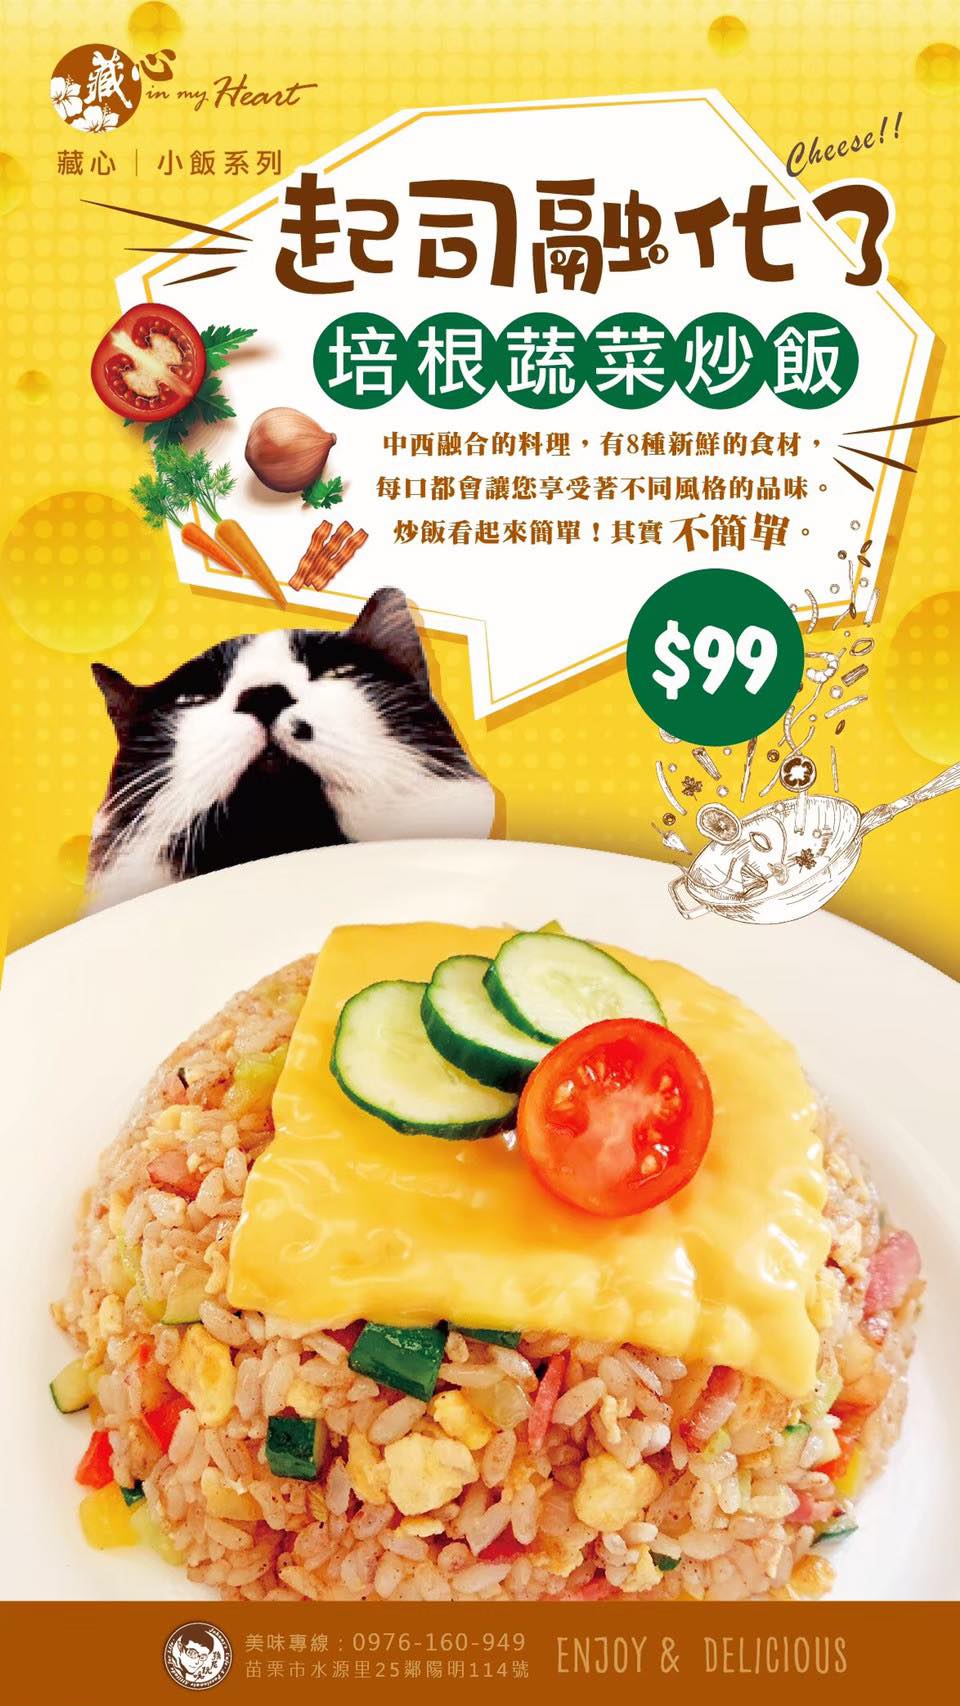 藏心
in my Heart
藏心｜小飯系列
Cheese!!
起司融化了
培根蔬菜炒飯
中西融合的料理，有8種新鮮的食材，
每口都會讓您享受著不同風格的品味。
炒飯看起來簡單！其實 不簡單。
$99
美味專線：0976-160-949
苗栗市水源里25鄰陽明114號
ENJOY & DELICIOUS